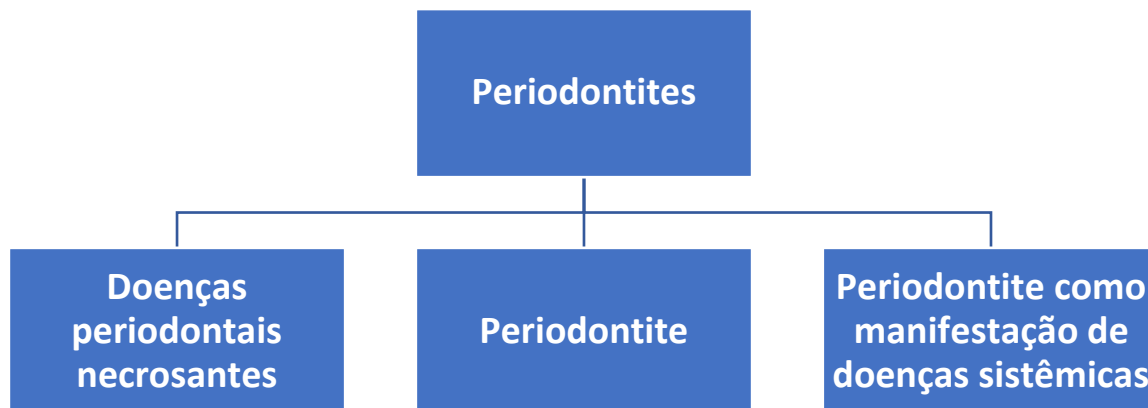 Periodontites
Doenças
periodontais
necrosantes
Periodontite
Periodontite como
manifestação de
doenças sistêmicas